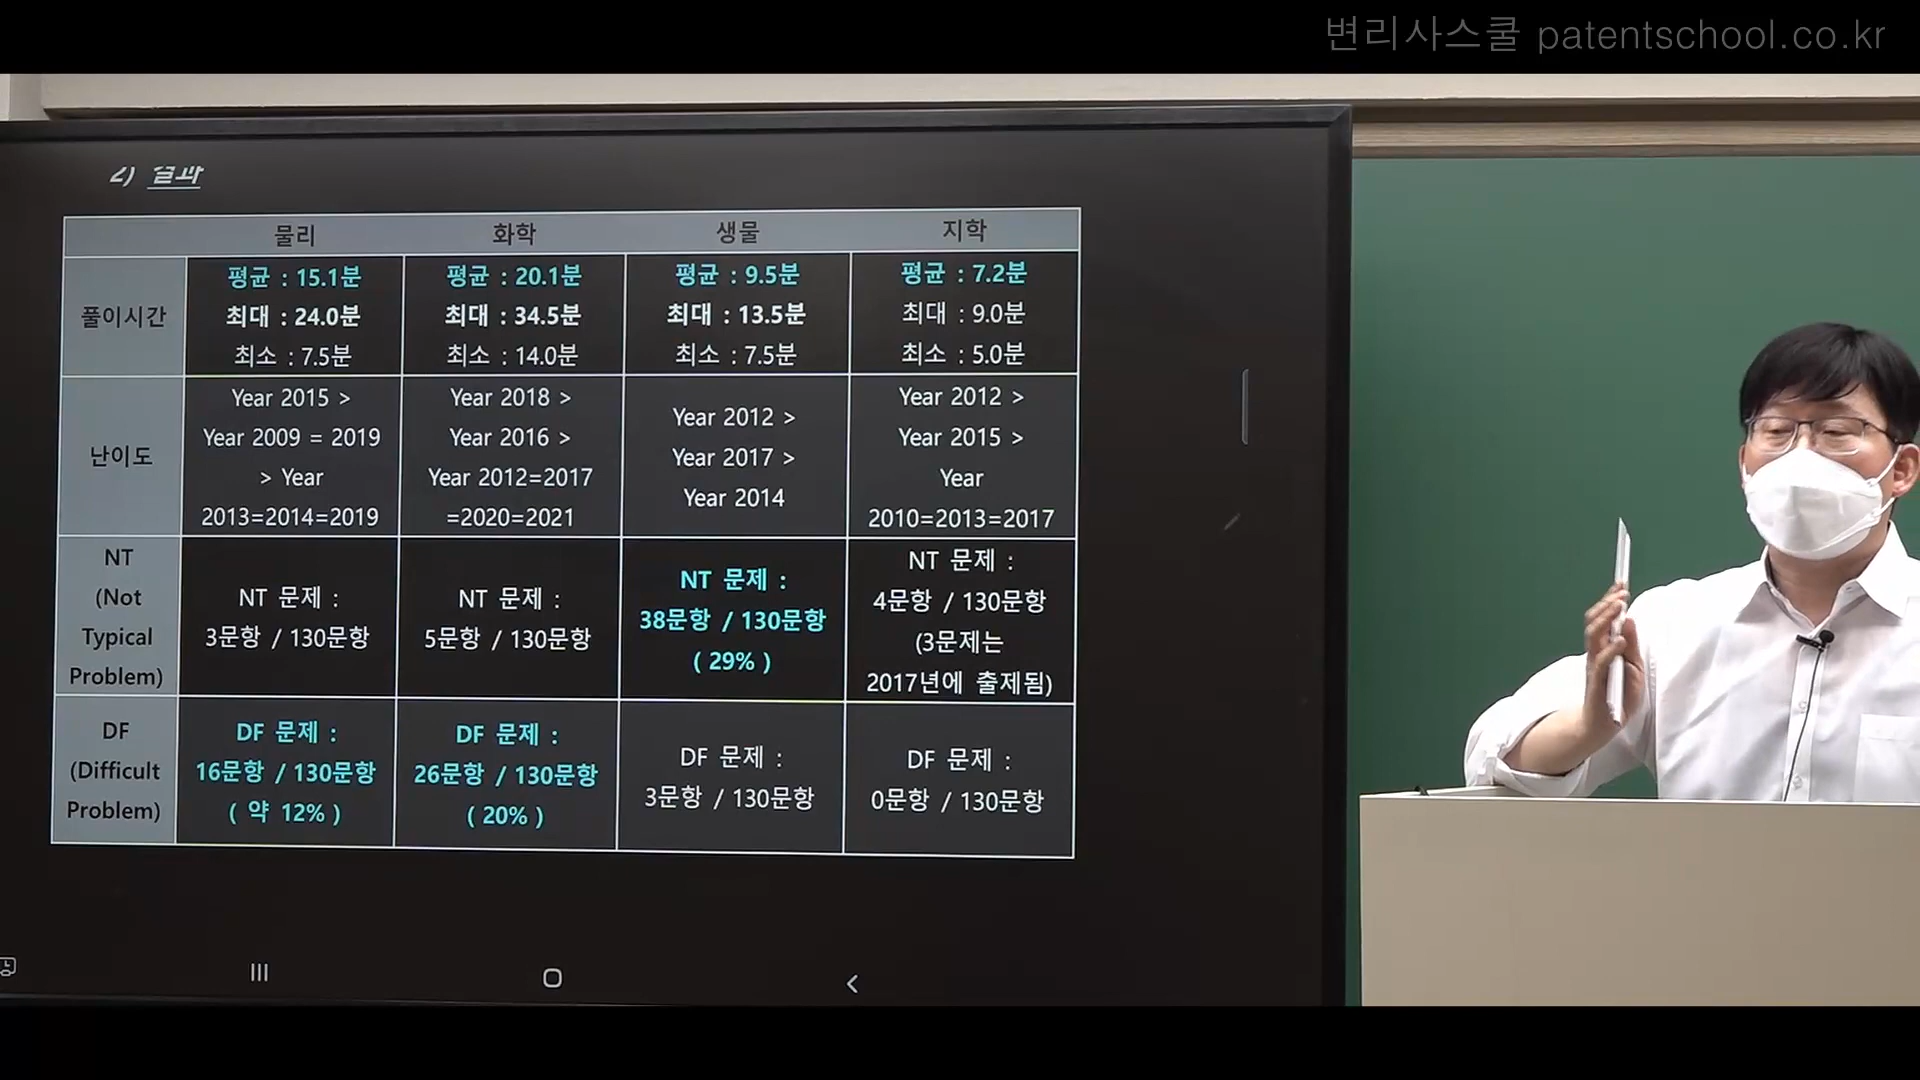 변리사스쿨 patentschool.co.kr
2) 결과
물리 화학 생물 지학
풀이시간
평균 : 15.1분
최대 : 24.0분
최소 : 7.5분
평균 : 20.1분
최대 : 34.5분
최소 : 14.0분
평균 : 9.5분
최대 : 13.5분
최소 : 7.5분
평균 : 7.2분
최대 : 9.0분
최소 : 5.0분
난이도
Year 2015 >
Year 2009 = 2019
> Year
2013=2014=2019
Year 2018 >
Year 2016 >
Year 2012=2017
=2020=2021
Year 2012 >
Year 2017 >
Year 2014
Year 2012 >
Year 2015 >
Year
2010=2013=2017
NT
(Not
Typical
Problem)
NT 문제 :
3문항 / 130문항
NT 문제 :
5문항 / 130문항
NT 문제 :
38문항 / 130문항
( 29% )
NT 문제 :
4문항 / 130문항
(3문제는
2017년에 출제됨)
DF
(Difficult
Problem)
DF 문제 :
16문항 / 130문항
( 약 12% )
DF 문제 :
26문항 / 130문항
( 20% )
DF 문제 :
3문항 / 130문항
DF 문제 :
0문항 / 130문항